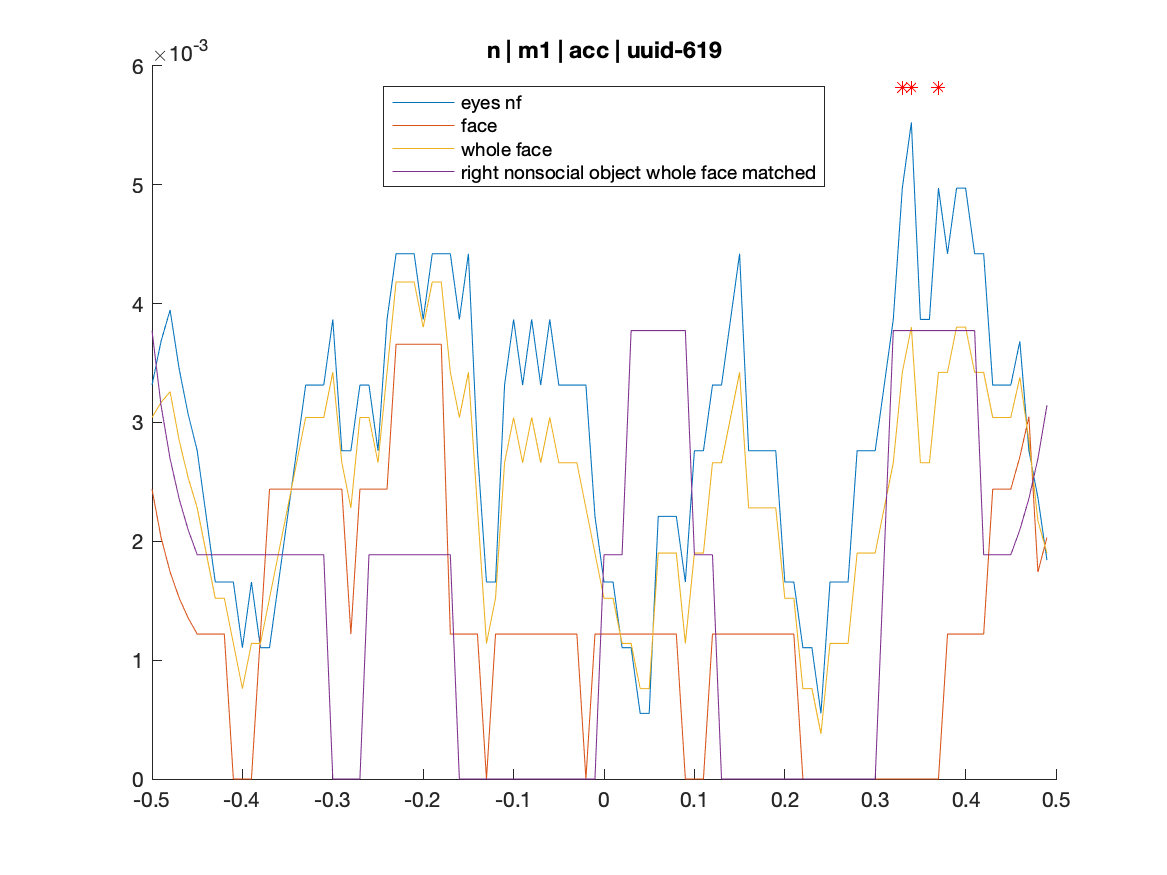 n | m1 | acc | uuid-619
×10-3
eyes nf
face
whole face
right nonsocial object whole face matched
6
5
4
3
2
1
0
-0.5 -0.4 -0.3 -0.2 -0.1 0 0.1 0.2 0.3 0.4 0.5